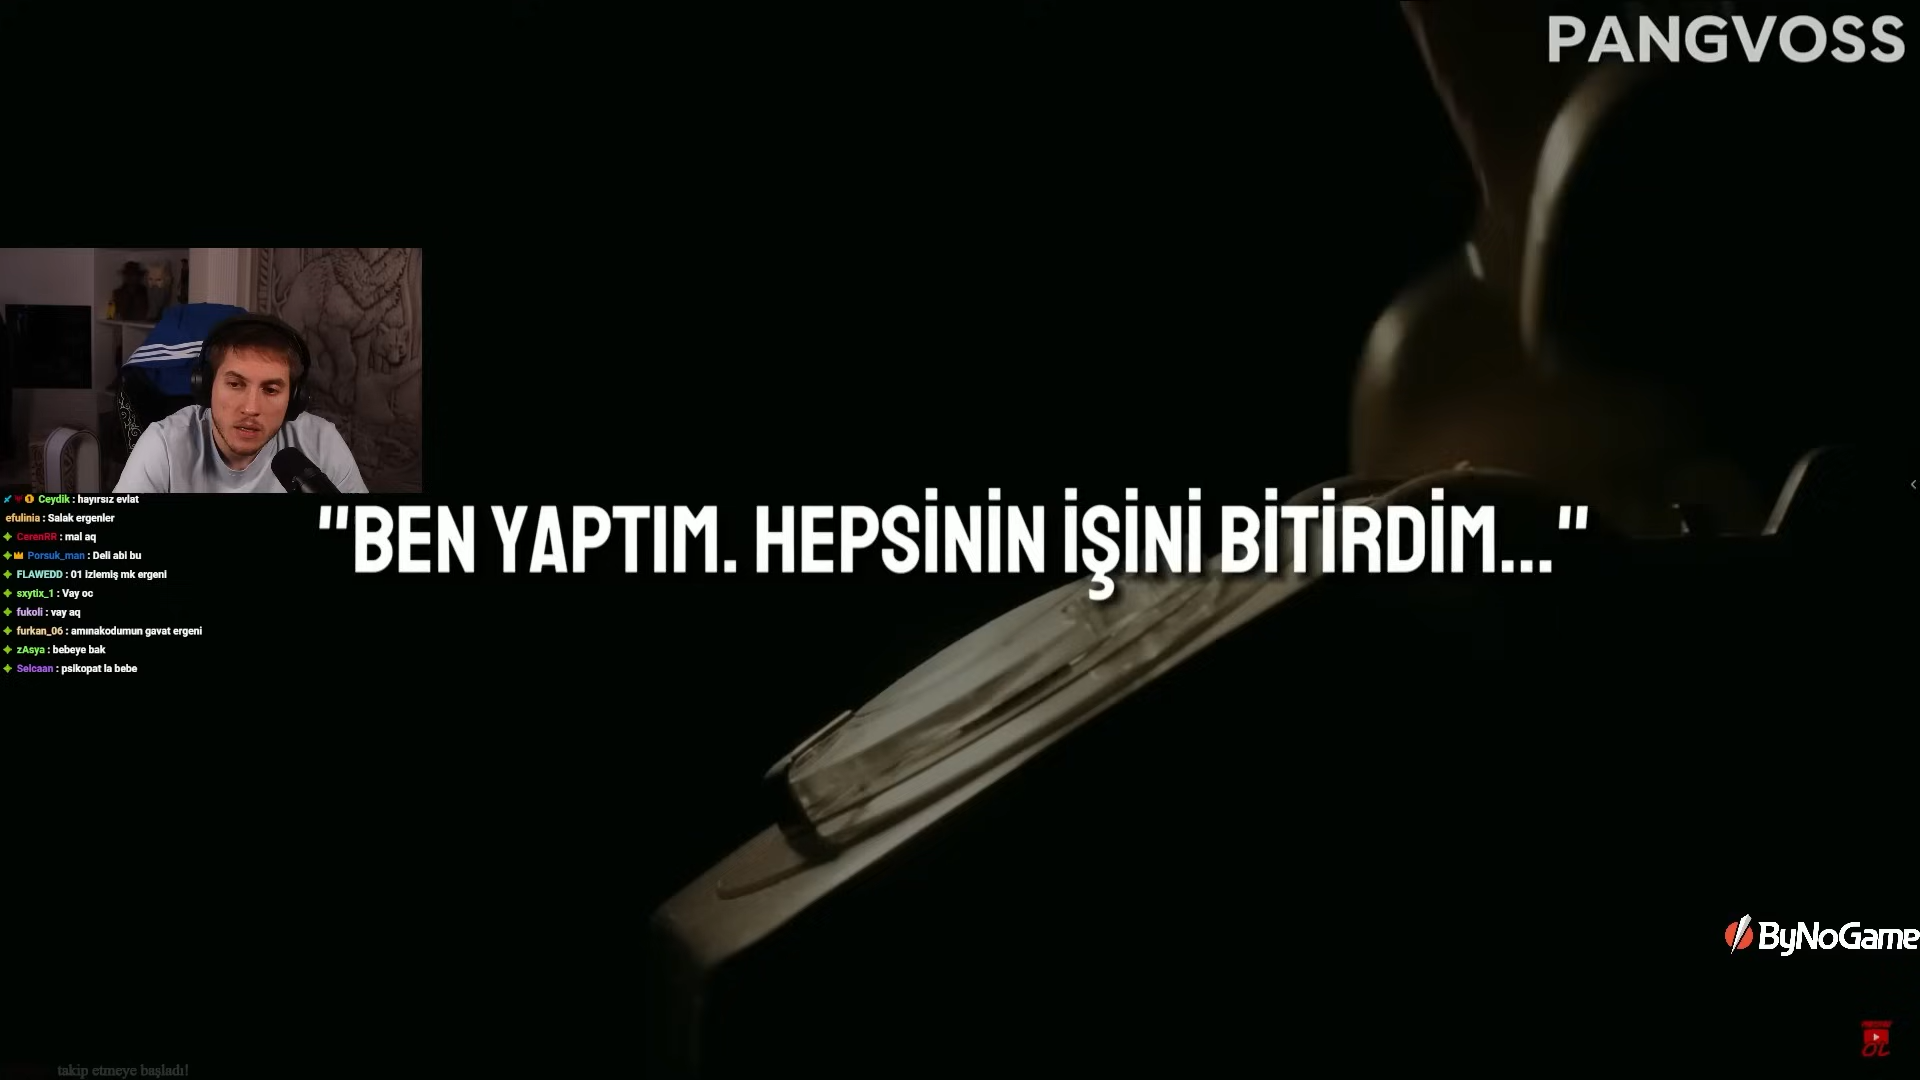 PANGVOSS
Ceydik : hayırsız evlat
efulinia : Salak ergenler
CerenRR : mal aq
Porsuk_man : Deli abi bu
FLAWEDD : 01 izlemiş mk ergeni
sxytix_1 : Vay oc
fukoli : vay aq
furkan_06 : amınakodumun gavat ergeni
zAsya : bebeye bak
Selcaan : psikopat la bebe
"BEN YAPTIM. HEPSİNİN İŞİNİ BİTİRDİM..."
ByNoGame
OL
takip etmeye başladı!